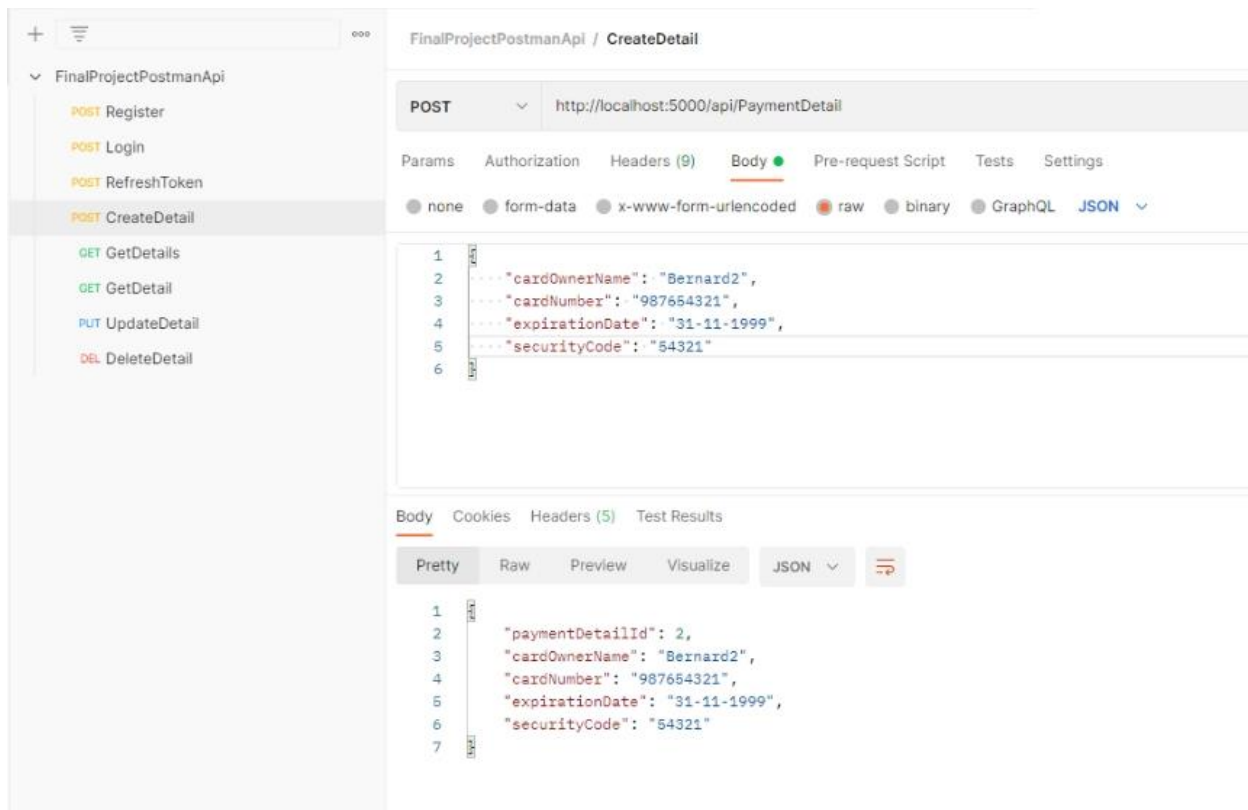 + ooo
FinalProjectPostmanApi
POST Register
POST Login
POST RefreshToken
POST CreateDetail
GET GetDetails
GET GetDetail
PUT UpdateDetail
DEL DeleteDetail
FinalProjectPostmanApi / CreateDetail
POST http://localhost:5000/api/PaymentDetail
Params Authorization Headers (9) Body Pre-request Script Tests Settings
none form-data x-www-form-urlencoded raw binary GraphQL JSON
1 {
2 "cardOwnerName": "Bernard2",
3 "cardNumber": "987654321",
4 "expirationDate": "31-11-1999",
5 "securityCode": "54321"
6 }
Body Cookies Headers (5) Test Results
Pretty Raw Preview Visualize JSON
1 {
2 "paymentDetailId": 2,
3 "cardOwnerName": "Bernard2",
4 "cardNumber": "987654321",
5 "expirationDate": "31-11-1999",
6 "securityCode": "54321"
7 }